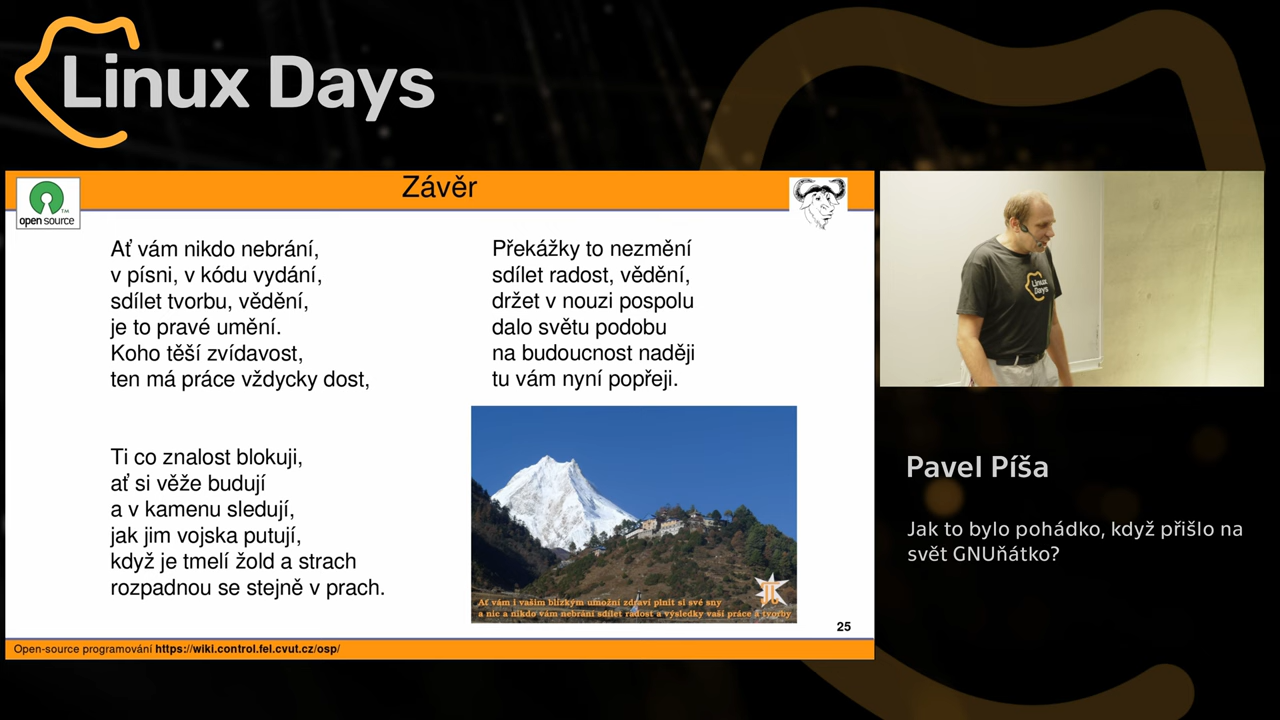 Linux Days
Závěr
open source
TM
Ať vám nikdo nebrání,
v písni, v kódu vydání,
sdílet tvorbu, vědění,
je to pravé umění.
Koho těší zvídavost,
ten má práce vždycky dost,
Ti co znalost blokuji,
ať si věže budují
a v kamenu sledují,
jak jim vojska putují,
když je tmelí žold a strach
rozpadnou se stejně v prach.
Překážky to nezmění
sdílet radost, vědění,
držet v nouzi pospolu
dalo světu podobu
na budoucnost naději
tu vám nyní popřeji.
Ať vám i vašim blízkým umožní zdraví plnit si své sny
a nic a nikdo vám nebrání sdílet radost a výsledky vaší práce a tvorby
25
Open-source programování https://wiki.control.fel.cvut.cz/osp/
Linux
Days
Pavel Píša
Jak to bylo pohádko, když přišlo na
svět GNUňátko?